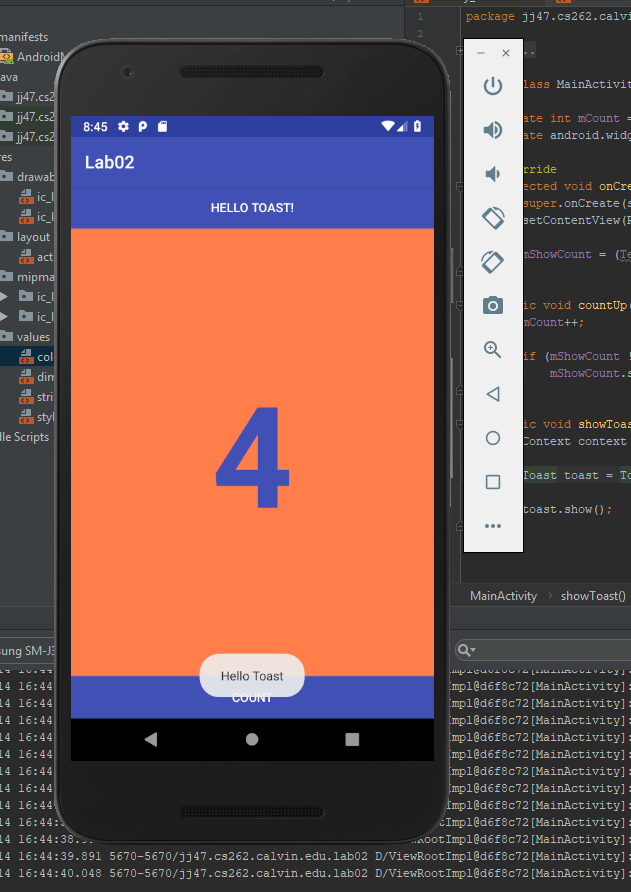 1
package jj47.cs262.calvi
2
manifests
AndroidM
ava
jj47.cs2
jj47.cs2
jj47.cs2
res
drawab
ic_l
ic_l
layout
act
mipma
ic_l
ic_l
values
colo
dim
stri
styl
lle Scripts
8:45
Lab02
HELLO TOAST!
4
Hello Toast
COUNT
lass MainActivit
ate int mCount =
ate android.widg
rride
ected void onCre
super.onCreate(s
setContentView(R
mShowCount = (Te
ic void countUp(
mCount++;
if (mShowCount !
mShowCount.s
ic void showToas
Context context
Toast toast = To
toast.show();
MainActivity
showToast()
sung SM-J3
14 16:44
Impl@d6f8c72[MainActivity]:
14 16:44
Impl@d6f8c72[MainActivity]:
14 16:44
Impl@d6f8c72[MainActivity]:
14 16:44
Impl@d6f8c72[MainActivity]:
14 16:44
Impl@d6f8c72[MainActivity]:
14 16:44
Impl@d6f8c72[MainActivity]:
14 16:44
Impl@d6f8c72[MainActivity]:
14 16:44
Impl@d6f8c72[MainActivity]:
14 16:44
Impl@d6f8c72[MainActivity]:
14 16:44:
Impl@d6f8c72[MainActivity]:
14 16:44:38.
RootImpl@d6f8c72[MainActivity]:
14 16:44:39.891 5670-5670/jj47.cs262.calvin.edu.lab02 D/ViewRootImpl@d6f8c72[MainActivity]:
14 16:44:40.048 5670-5670/jj47.cs262.calvin.edu.lab02 D/ViewRootImpl@d6f8c72[MainActivity]: